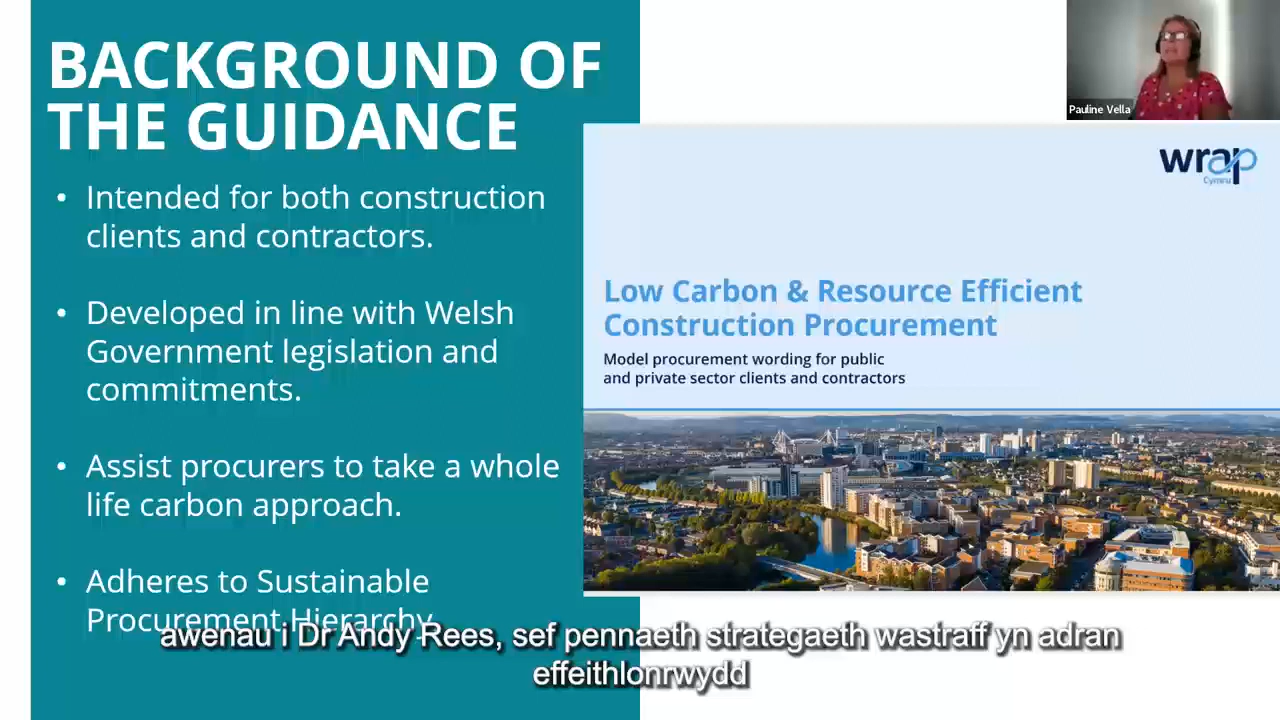 BACKGROUND OF
THE GUIDANCE
• Intended for both construction
clients and contractors.
• Developed in line with Welsh
Government legislation and
commitments.
• Assist procurers to take a whole
life carbon approach.
• Adheres to Sustainable
Procurement Hierarchy.
Pauline Vella
wrap
Cymru
Low Carbon & Resource Efficient
Construction Procurement
Model procurement wording for public
and private sector clients and contractors
awenau i Dr Andy Rees, sef pennaeth strategaeth wastraff yn adran
effeithlonrwydd